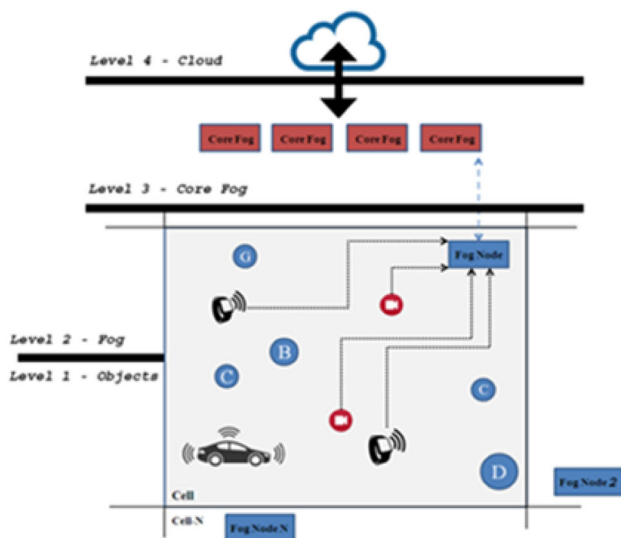 Level 4 - Cloud
Core Fog Core Fog Core Fog Core Fog
Level 3 - Core Fog
G
Fog Node
Level 2 - Fog
B
Level 1 - Objects
C
C
D
Cell
Fog Node 2
Cell-N
Fog Node N